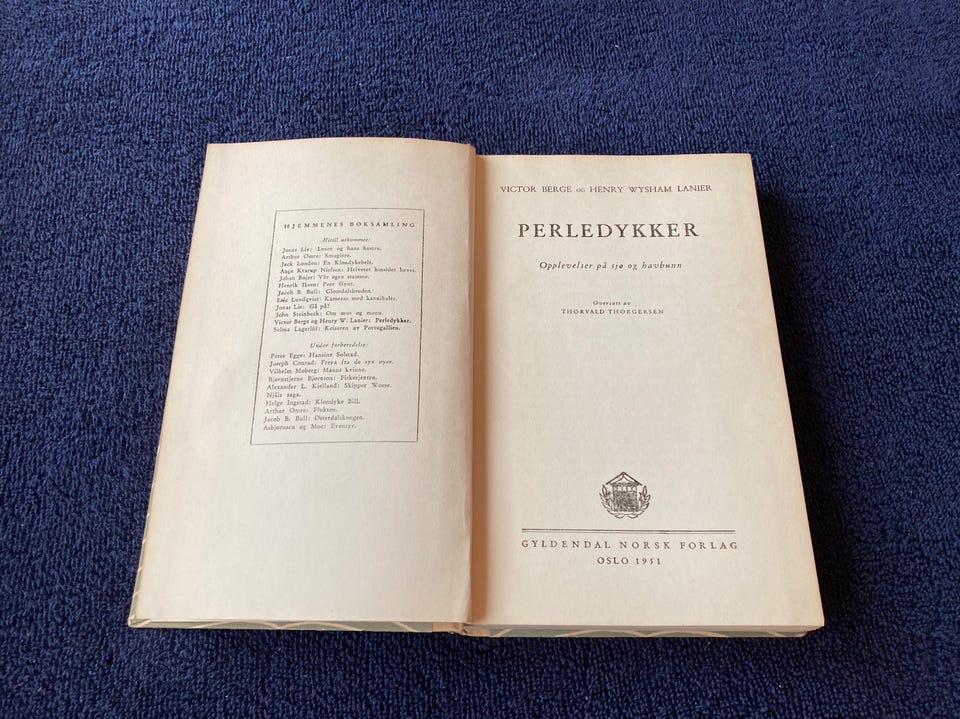 HJEMMENES BOKSAMLING
Hittil utkommet:
Jonas Lie: Losen og hans hustru.
Arthur Omre: Smuglere.
Jack London: En Klondykehelt.
Aage Krarup Nielsen: Helvetet hinsides havet.
Johan Bojer: Vår egen stamme.
Henrik Ibsen: Peer Gynt.
Jacob B. Bull: Glomdalsbruden.
Eric Lundqvist: Kamerat med kannibaler.
Jonas Lie: Gå på!
John Steinbeck: Om mus og menn.
Victor Berge og Henry W. Lanier: Perledykker.
Selma Lagerlöf: Keiseren av Portugallien.
Under forberedelse:
Peter Egge: Hansine Solstad.
Joseph Conrad: Freya fra de syv øyer.
Vilhelm Moberg: Manns kvinne.
Bjørnstjerne Bjørnson: Fiskerjenten.
Alexander L. Kielland: Skipper Worse.
Njåls saga.
Helge Ingstad: Klondyke Bill.
Arthur Omre: Flukten.
Jacob B. Bull: Østerdalskongen.
Asbjørnsen og Moe: Eventyr.
VICTOR BERGE OG HENRY WYSHAM LANIER
PERLEDYKKER
Opplevelser på sjø og havbunn
Oversatt av
THORVALD THORGERSEN
GYLDENDAL NORSK FORLAG
OSLO 1951